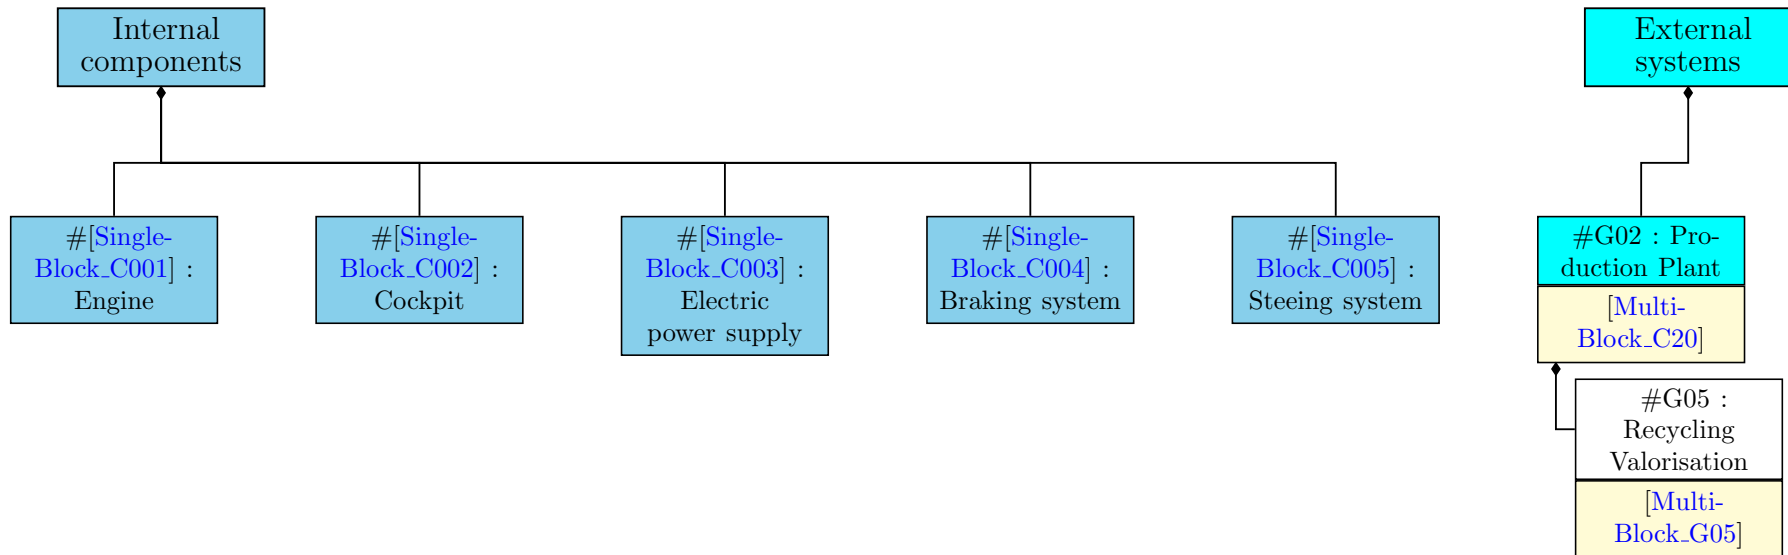 Internal
components
External
systems
#[Single-
Block_C001] :
Engine
#[Single-
Block_C002] :
Cockpit
#[Single-
Block_C003] :
Electric
power supply
#[Single-
Block_C004] :
Braking system
#[Single-
Block_C005] :
Steeing system
#G02 : Pro-
duction Plant
[Multi-
Block_C20]
#G05 :
Recycling
Valorisation
[Multi-
Block_G05]